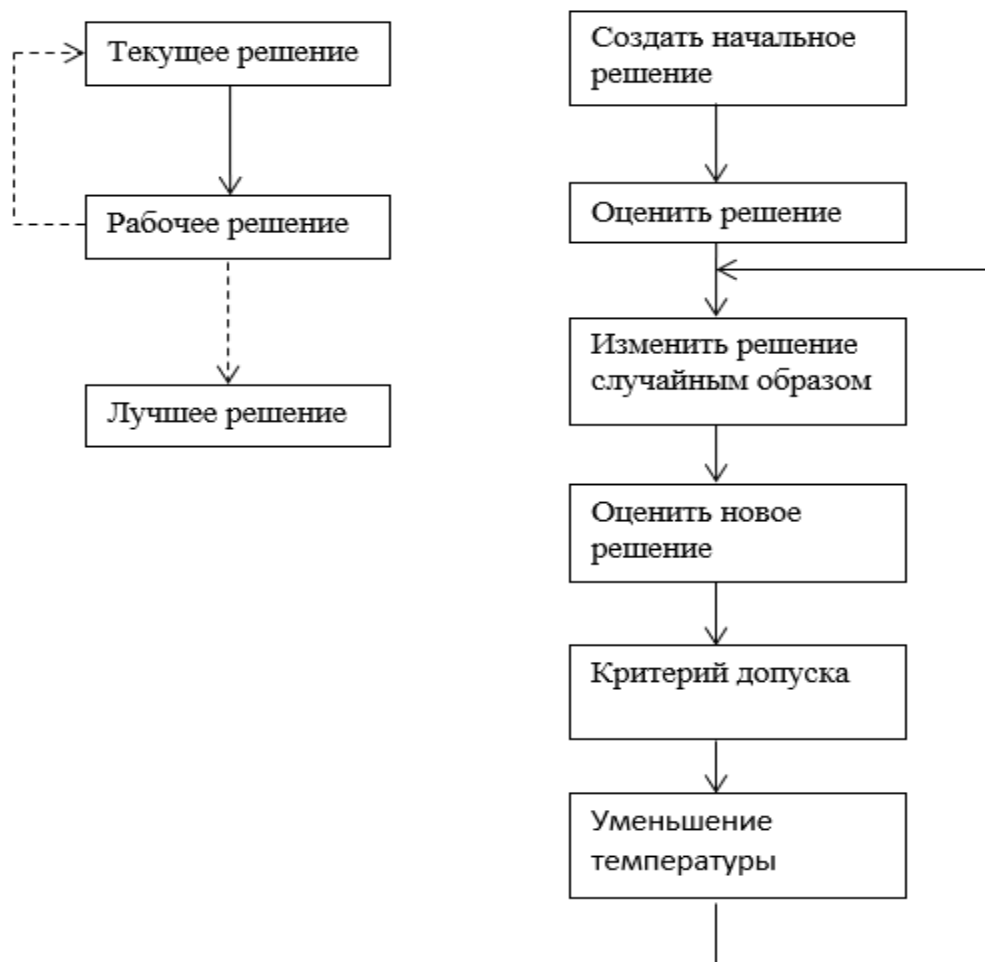 Текущее решение
Рабочее решение
Лучшее решение
Создать начальное
решение
Оценить решение
Изменить решение
случайным образом
Оценить новое
решение
Критерий допуска
Уменьшение
температуры